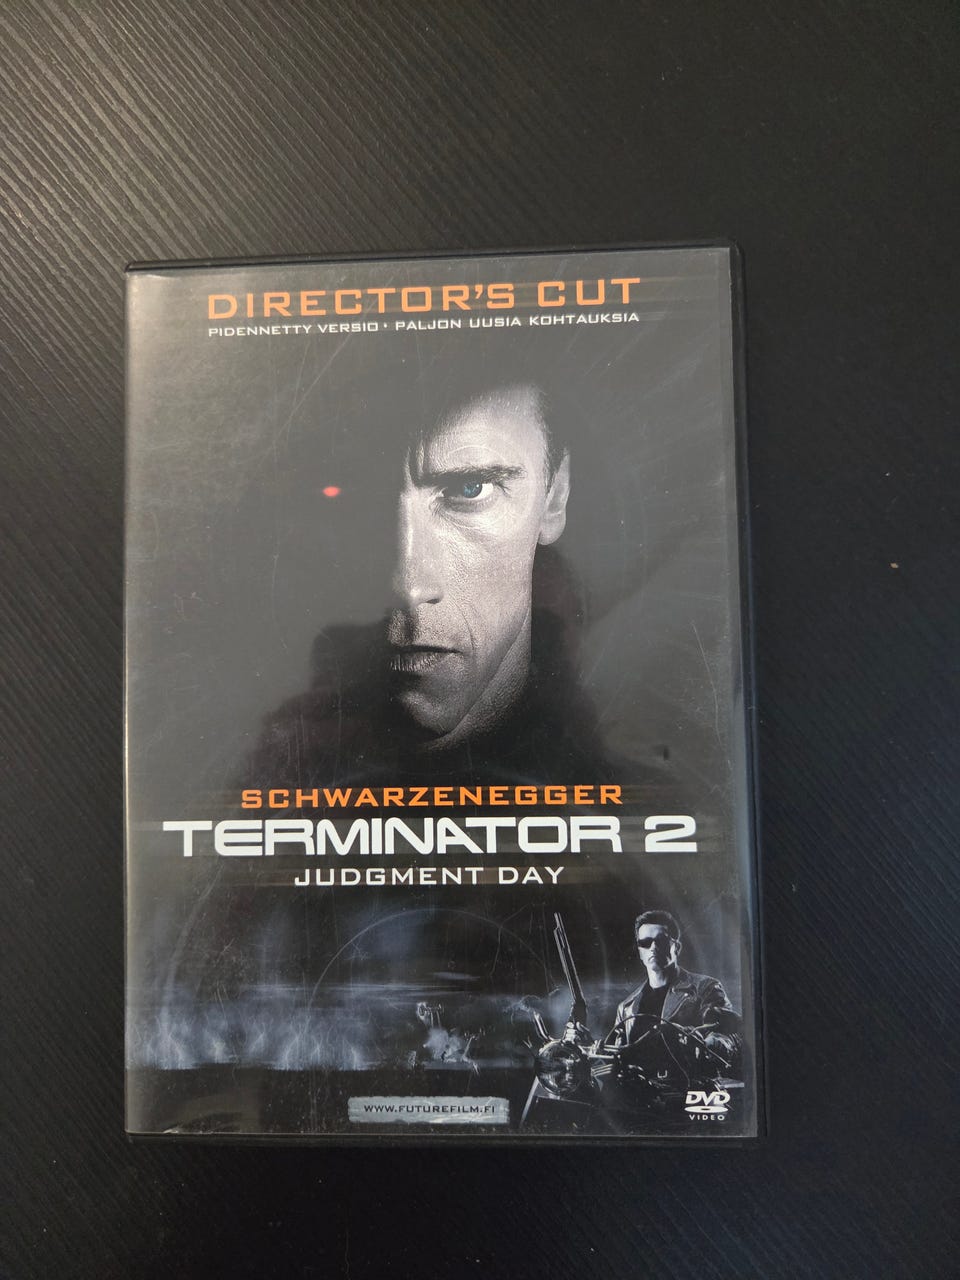 DIRECTOR'S CUT
PIDENNETTY VERSIO • PALJON UUSIA KOHTAUKSIA
SCHWARZENEGGER
TERMINATOR 2
JUDGMENT DAY
WWW.FUTUREFILM.FI
DVD
VIDEO